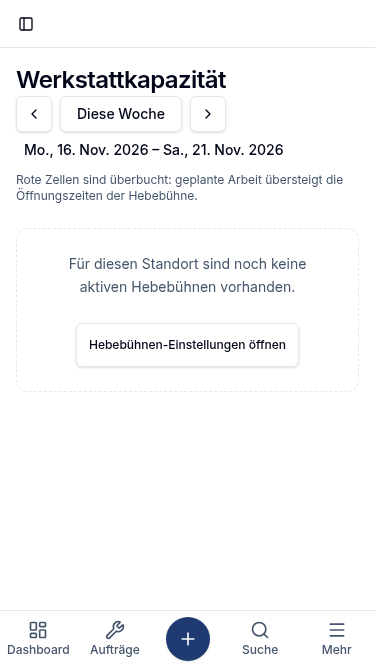 Werkstattkapazität
Diese Woche
Mo., 16. Nov. 2026 – Sa., 21. Nov. 2026
Rote Zellen sind überbucht: geplante Arbeit übersteigt die
Öffnungszeiten der Hebebühne.
Für diesen Standort sind noch keine
aktiven Hebebühnen vorhanden.
Hebebühnen-Einstellungen öffnen
Dashboard
Aufträge
Suche
Mehr